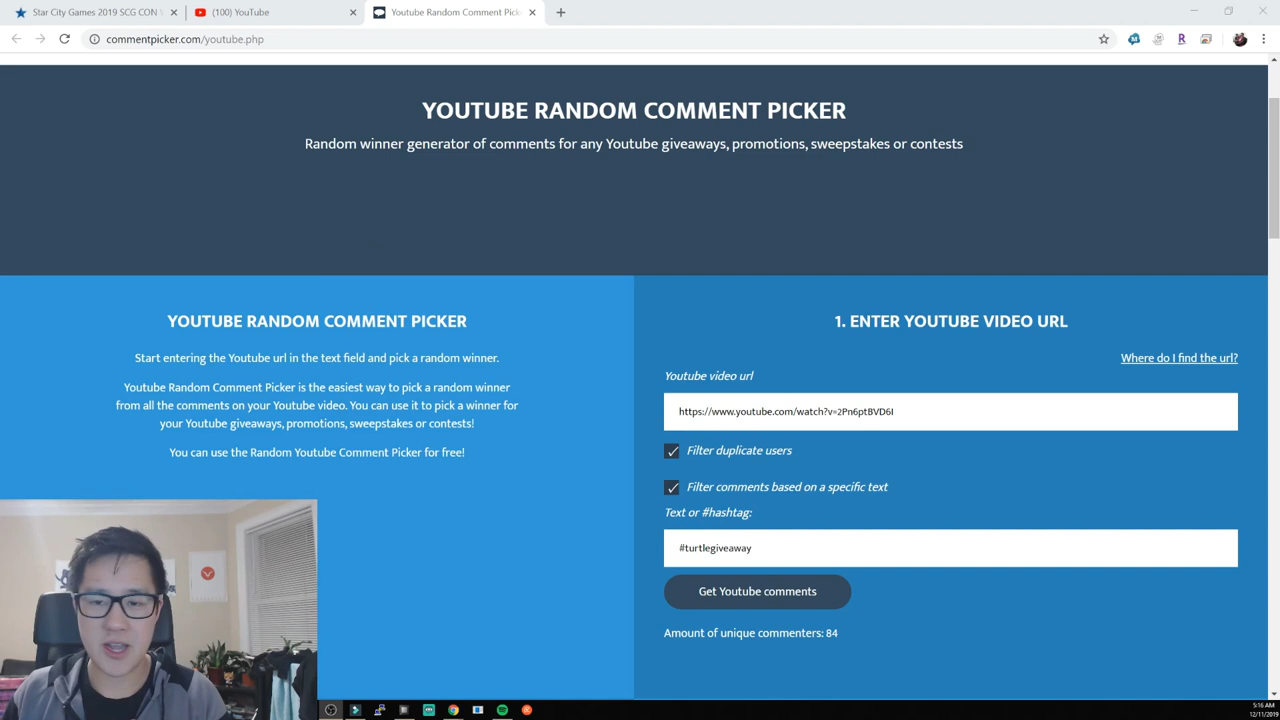 Star City Games 2019 SCG CON
(100) YouTube
Youtube Random Comment Pick
commentpicker.com/youtube.php
YOUTUBE RANDOM COMMENT PICKER
Random winner generator of comments for any Youtube giveaways, promotions, sweepstakes or contests
YOUTUBE RANDOM COMMENT PICKER
Start entering the Youtube url in the text field and pick a random winner.
Youtube Random Comment Picker is the easiest way to pick a random winner
from all the comments on your Youtube video. You can use it to pick a winner for
your Youtube giveaways, promotions, sweepstakes or contests!
You can use the Random Youtube Comment Picker for free!
1. ENTER YOUTUBE VIDEO URL
Where do I find the url?
Youtube video url
https://www.youtube.com/watch?v=2Pn6ptBVD6I
Filter duplicate users
Filter comments based on a specific text
Text or #hashtag:
#turtlegiveaway
Get Youtube comments
Amount of unique commenters: 84
5:16 AM
12/11/2019